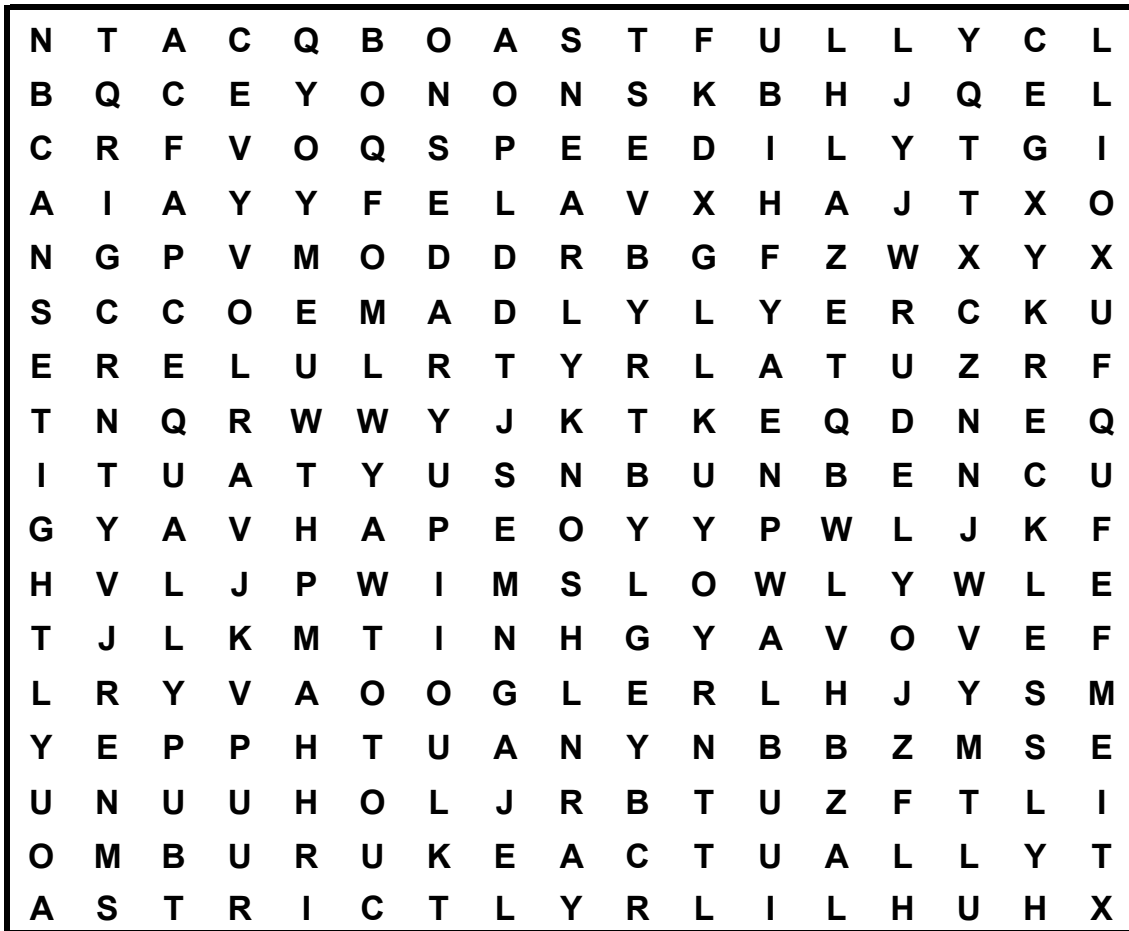 N T A C Q B O A S T F U L L Y C L
B Q C E Y O N O N S K B H J Q E L
C R F V O Q S P E E D I L Y T G I
A I A Y Y F E L A V X H A J T X O
N G P V M O D D R B G F Z W X Y X
S C C O E M A D L Y L Y E R C K U
E R E L U L R T Y R L A T U Z R F
T N Q R W W Y J K T K E Q D N E Q
I T U A T Y U S N B U N B E N C U
G Y A V H A P E O Y Y P W L J K F
H V L J P W I M S L O W L Y W L E
T J L K M T I N H G Y A V O V E F
L R Y V A O O G L E R L H J Y S M
Y E P P H T U A N Y N B B Z M S E
U N U U H O L J R B T U Z F T L I
O M B U R U K E A C T U A L L Y T
A S T R I C T L Y R L I L H U H X